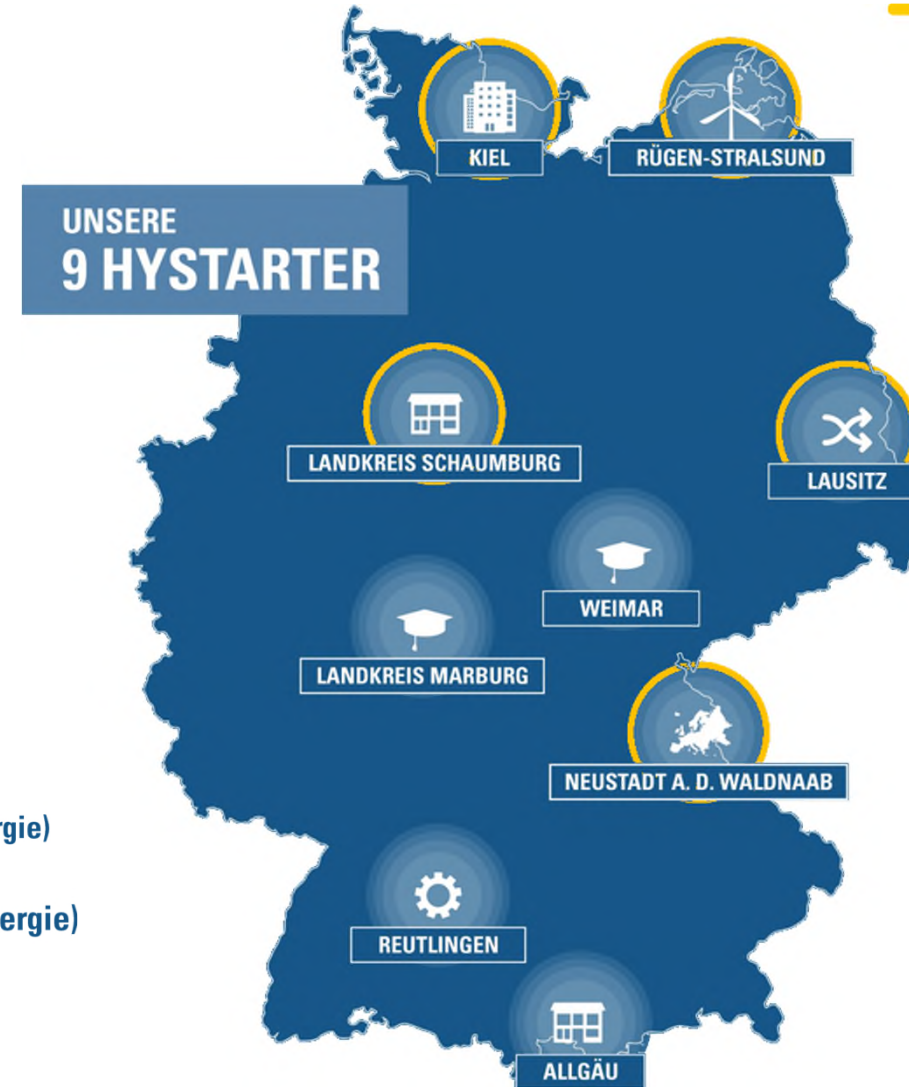 KIEL
RÜGEN-STRALSUND
UNSERE
9 HYSTARTER
LANDKREIS SCHAUMBURG
LAUSITZ
WEIMAR
LANDKREIS MARBURG
NEUSTADT A. D. WALDNAAB
rgie)
ergie)
REUTLINGEN
ALLGÄU